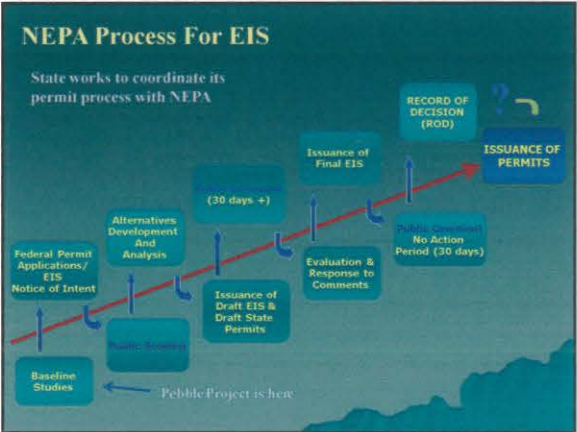 NEPA Process For EIS
State works to coordinate its
permit process with NEPA
RECORD OF
DECISION
(ROD)
?
ISSUANCE OF
PERMITS
Issuance of
Final EIS
(30 days +)
Alternatives
Development
And
Analysis
Federal Permit
Applications/
EIS
Notice of Intent
Public Comment
No Action
Period (30 days)
Evaluation &
Response to
Comments
Issuance of
Draft EIS &
Draft State
Permits
Public Scoping
Baseline
Studies
Pebble Project is here